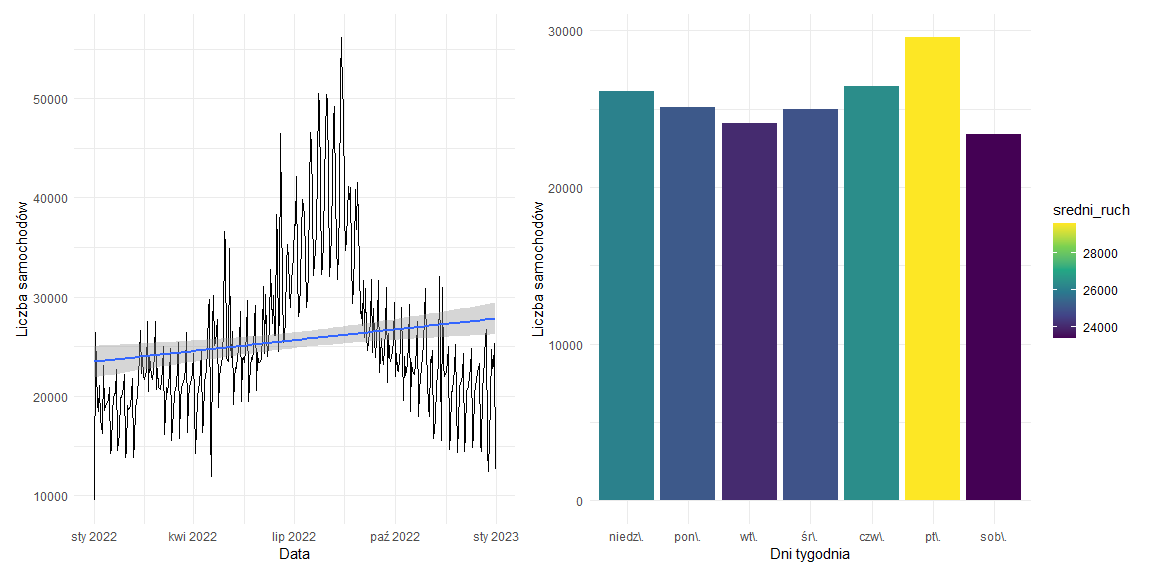 Liczba samochodów
50000
40000
30000
20000
10000
sty 2022
kwi 2022
lip 2022
paź 2022
sty 2023
Data
Liczba samochodów
30000
20000
10000
0
niedz\.
pon\.
wt\.
śr\.
czw\.
pt\.
sob\.
Dni tygodnia
sredni_ruch
28000
26000
24000